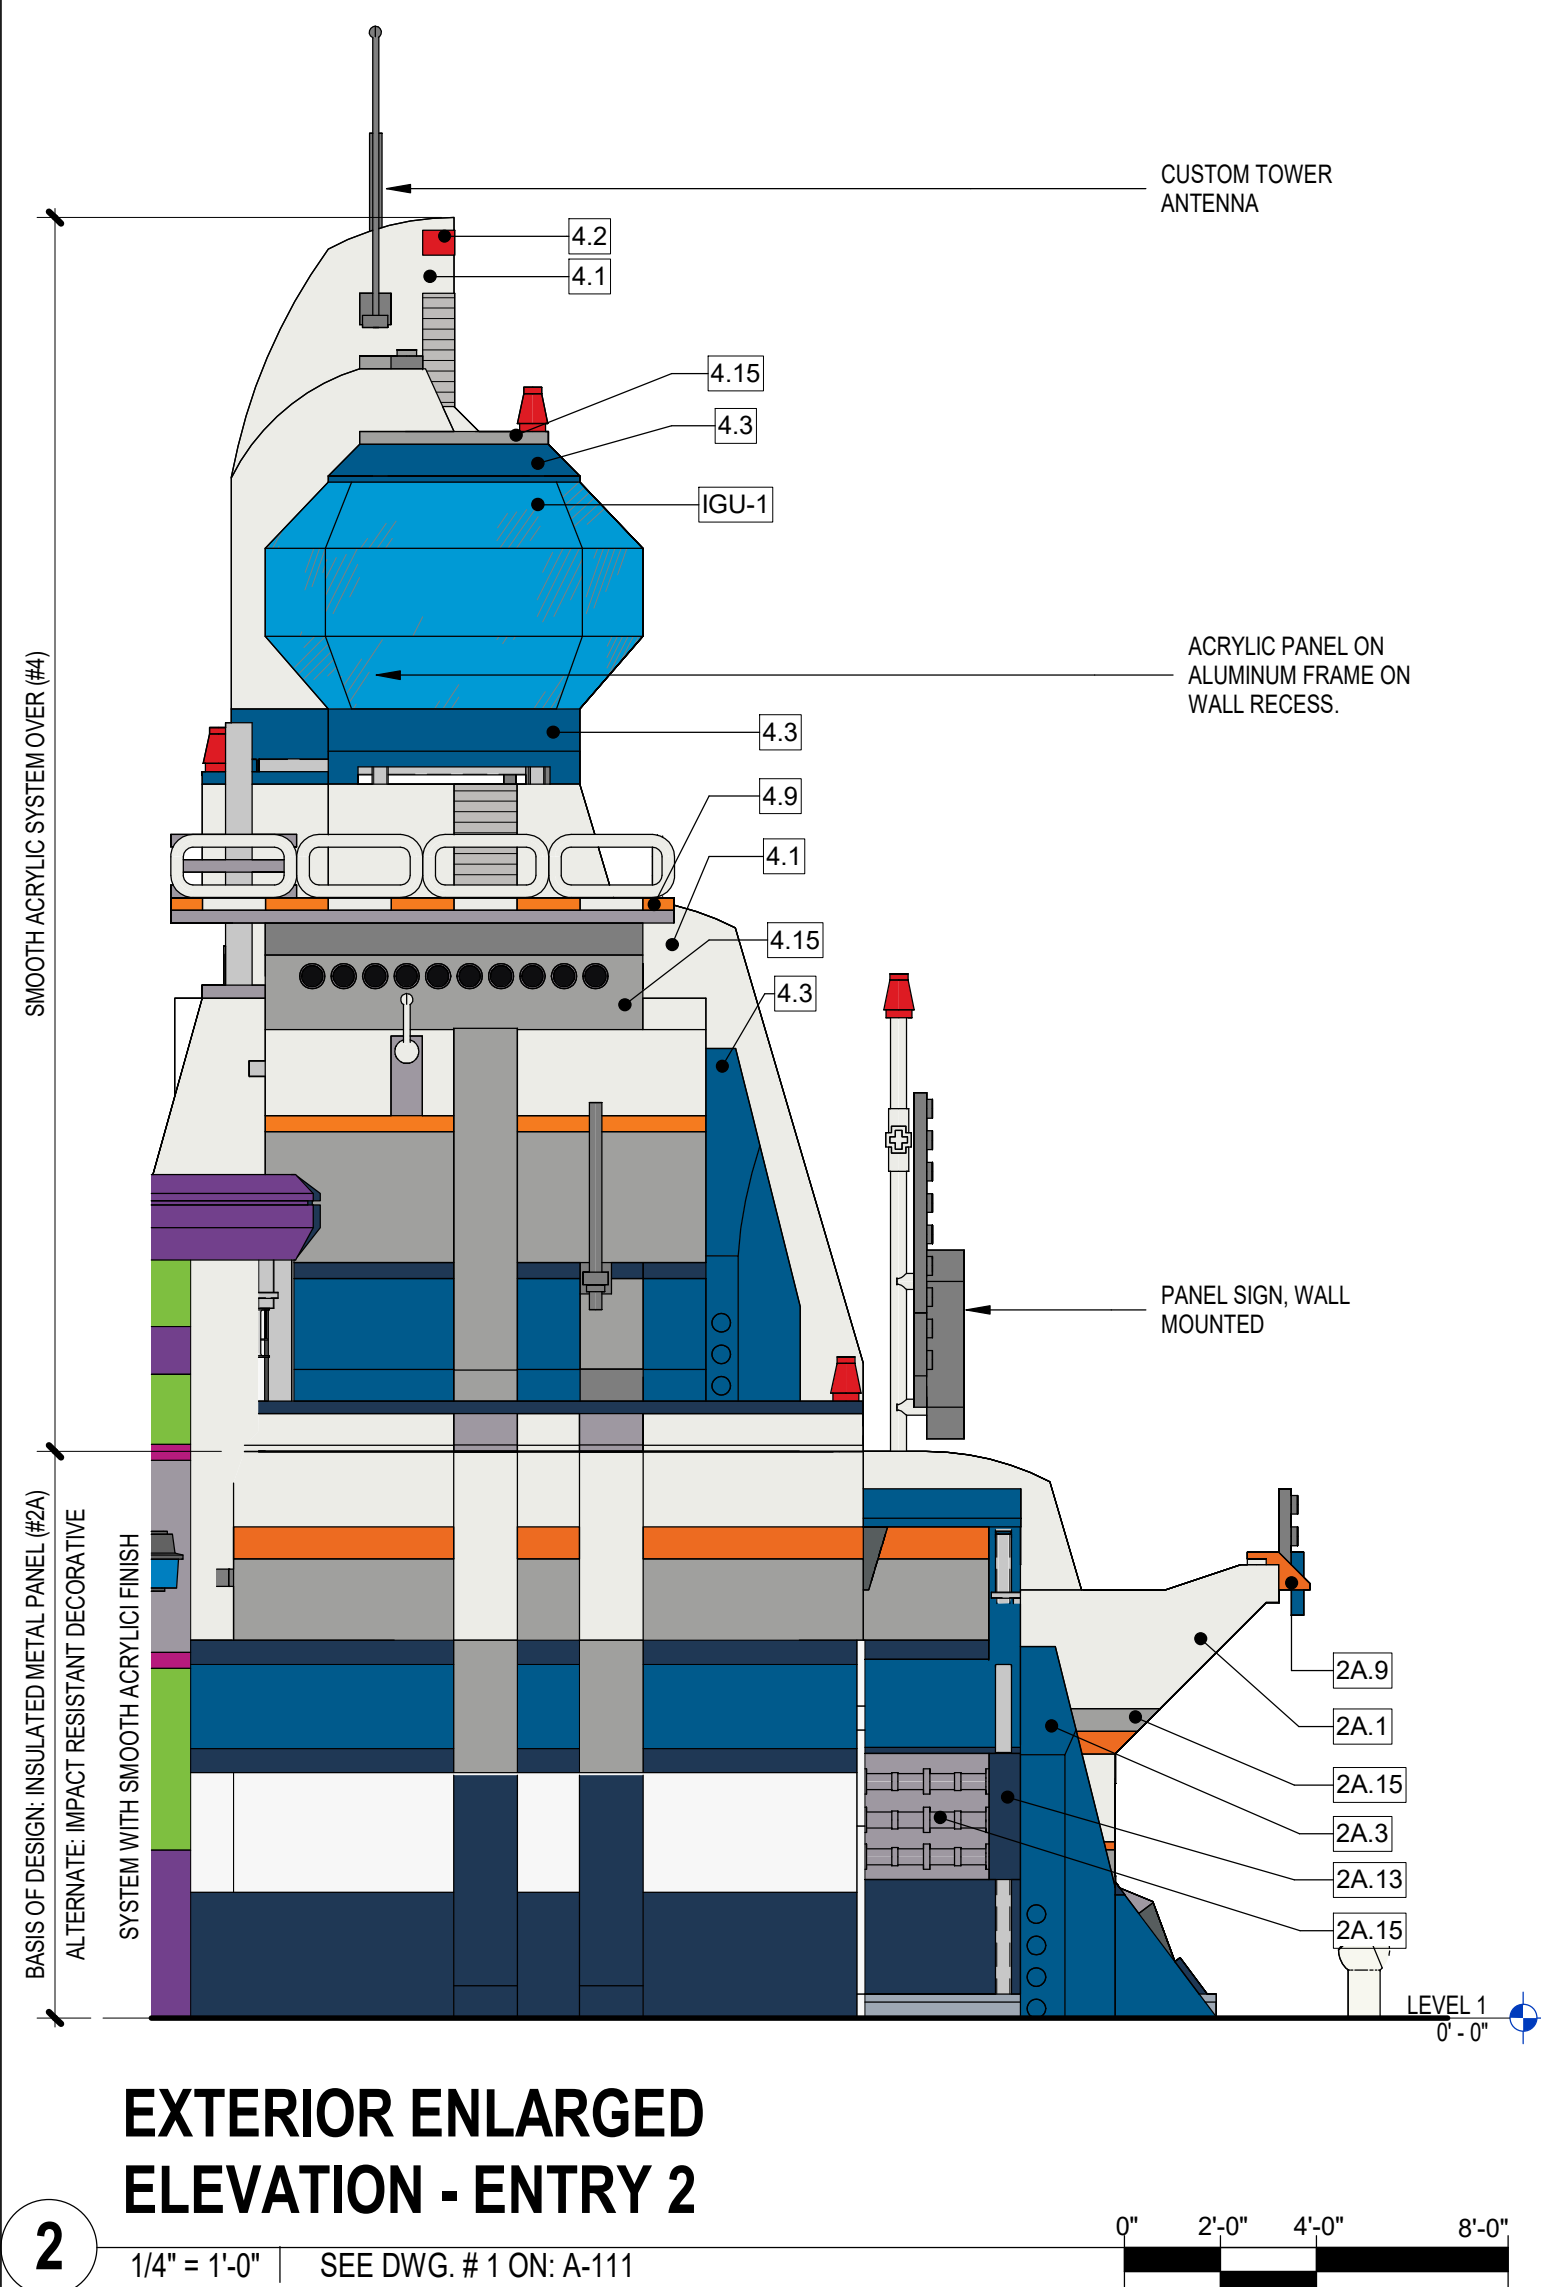 CUSTOM TOWER
ANTENNA
4.2
4.1
4.15
4.3
IGU-1
ACRYLIC PANEL ON
ALUMINUM FRAME ON
WALL RECESS.
4.3
4.9
4.1
4.15
4.3
SMOOTH ACRYLIC SYSTEM OVER (#4)
PANEL SIGN, WALL
MOUNTED
BASIS OF DESIGN: INSULATED METAL PANEL (#2A)
ALTERNATE: IMPACT RESISTANT DECORATIVE
SYSTEM WITH SMOOTH ACRYLICI FINISH
2A.9
2A.1
2A.15
2A.3
2A.13
2A.15
LEVEL 1
0' - 0"
EXTERIOR ENLARGED
ELEVATION - ENTRY 2
2
1/4" = 1'-0"
SEE DWG. # 1 ON: A-111
0" 2'-0" 4'-0" 8'-0"